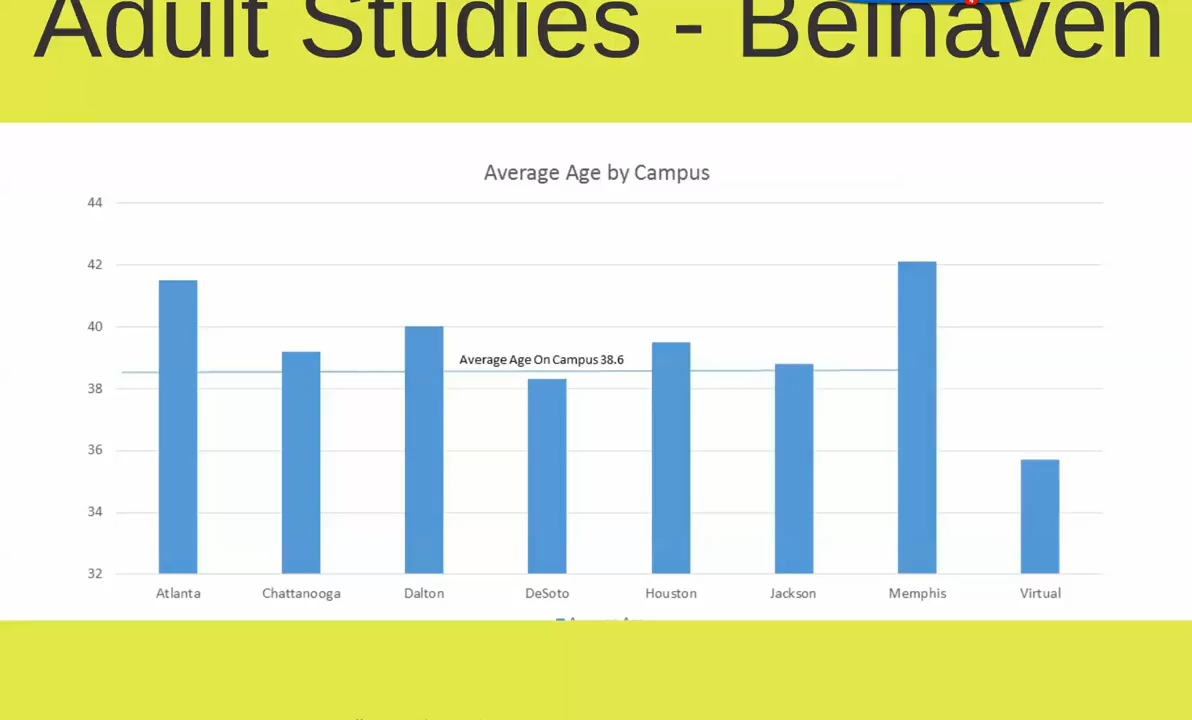 Adult Studies - Belhaven
Average Age by Campus
44
42
40
Average Age On Campus 38.6
38
36
34
32
Atlanta Chattanooga Dalton DeSoto Houston Jackson Memphis Virtual